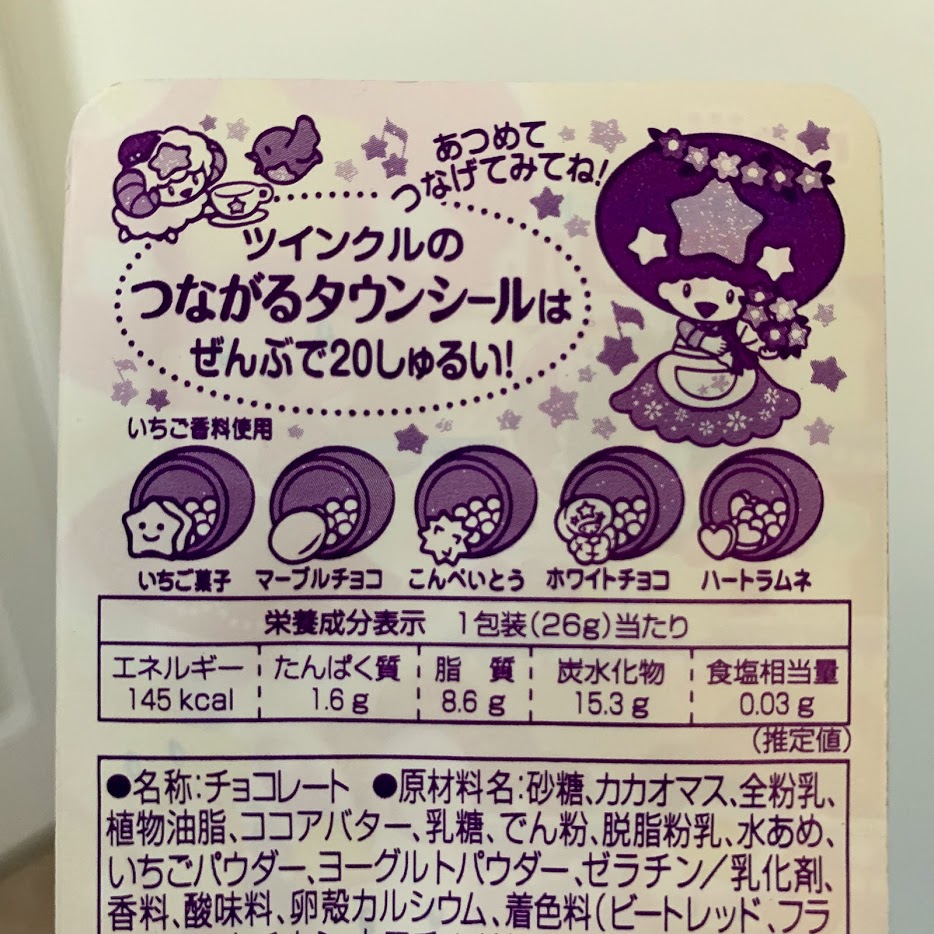 あつめて
つなげてみてね!
ツインクルの
つながるタウンシールは
ぜんぶで20しゅるい!
いちご香料使用
いちご菓子 マーブルチョコ こんぺいとう ホワイトチョコ ハートラムネ
栄養成分表示 1包装(26g)当たり
エネルギー たんぱく質 脂 質 炭水化物 食塩相当量
145 kcal 1.6 g 8.6 g 15.3 g 0.03 g
(推定値)
●名称:チョコレート ●原材料名:砂糖、カカオマス、全粉乳、
植物油脂、ココアバター、乳糖、でん粉、脱脂粉乳、水あめ、
いちごパウダー、ヨーグルトパウダー、ゼラチン/乳化剤、
香料、酸味料、卵殻カルシウム、着色料(ビートレッド、フラ